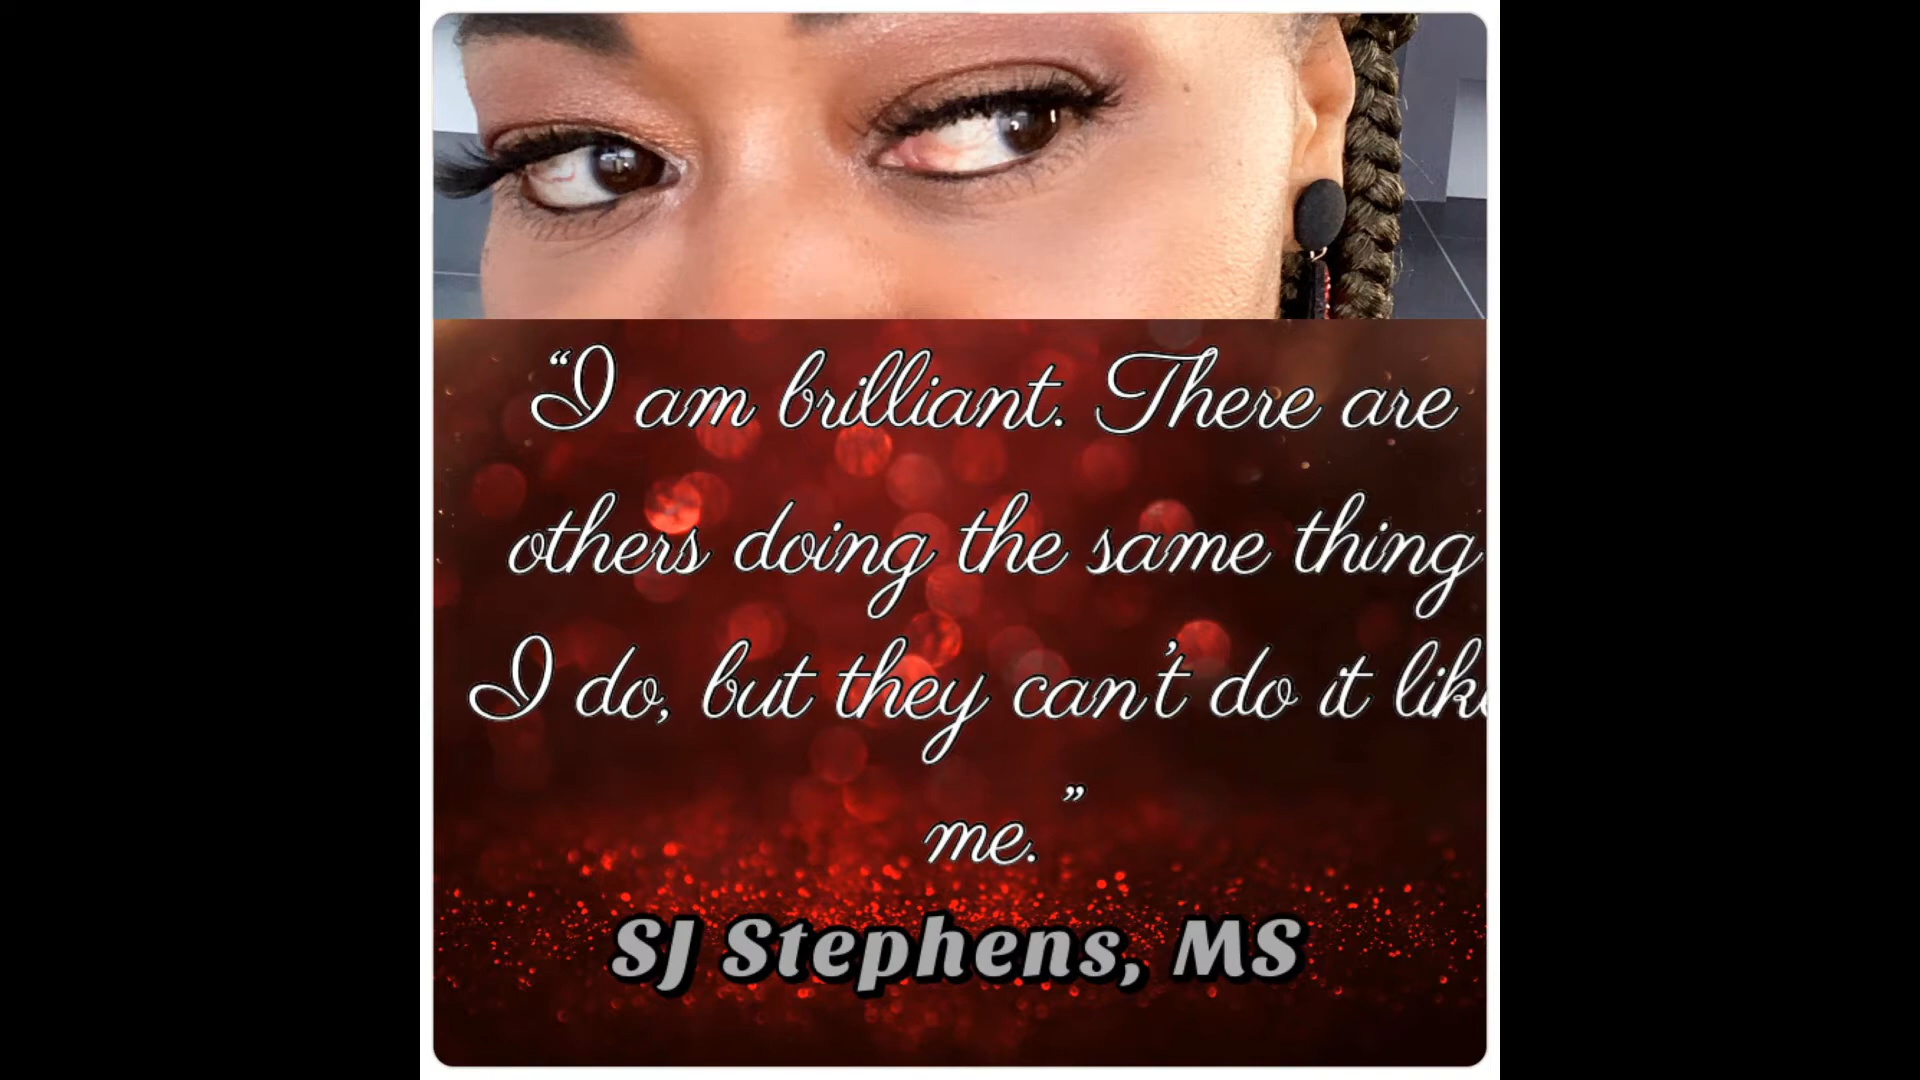 “I am brilliant. There are
others doing the same thing
I do, but they can’t do it like
me.”
SJ Stephens, MS